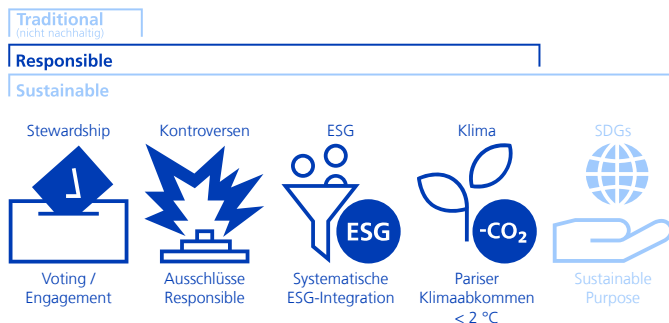 Traditional
(nicht nachhaltig)
Responsible
Sustainable
Stewardship
Kontroversen
ESG
Klima
SDGs
ESG
-CO₂
Voting /
Engagement
Ausschlüsse
Responsible
Systematische
ESG-Integration
Pariser
Klimaabkommen
< 2 °C
Sustainable
Purpose